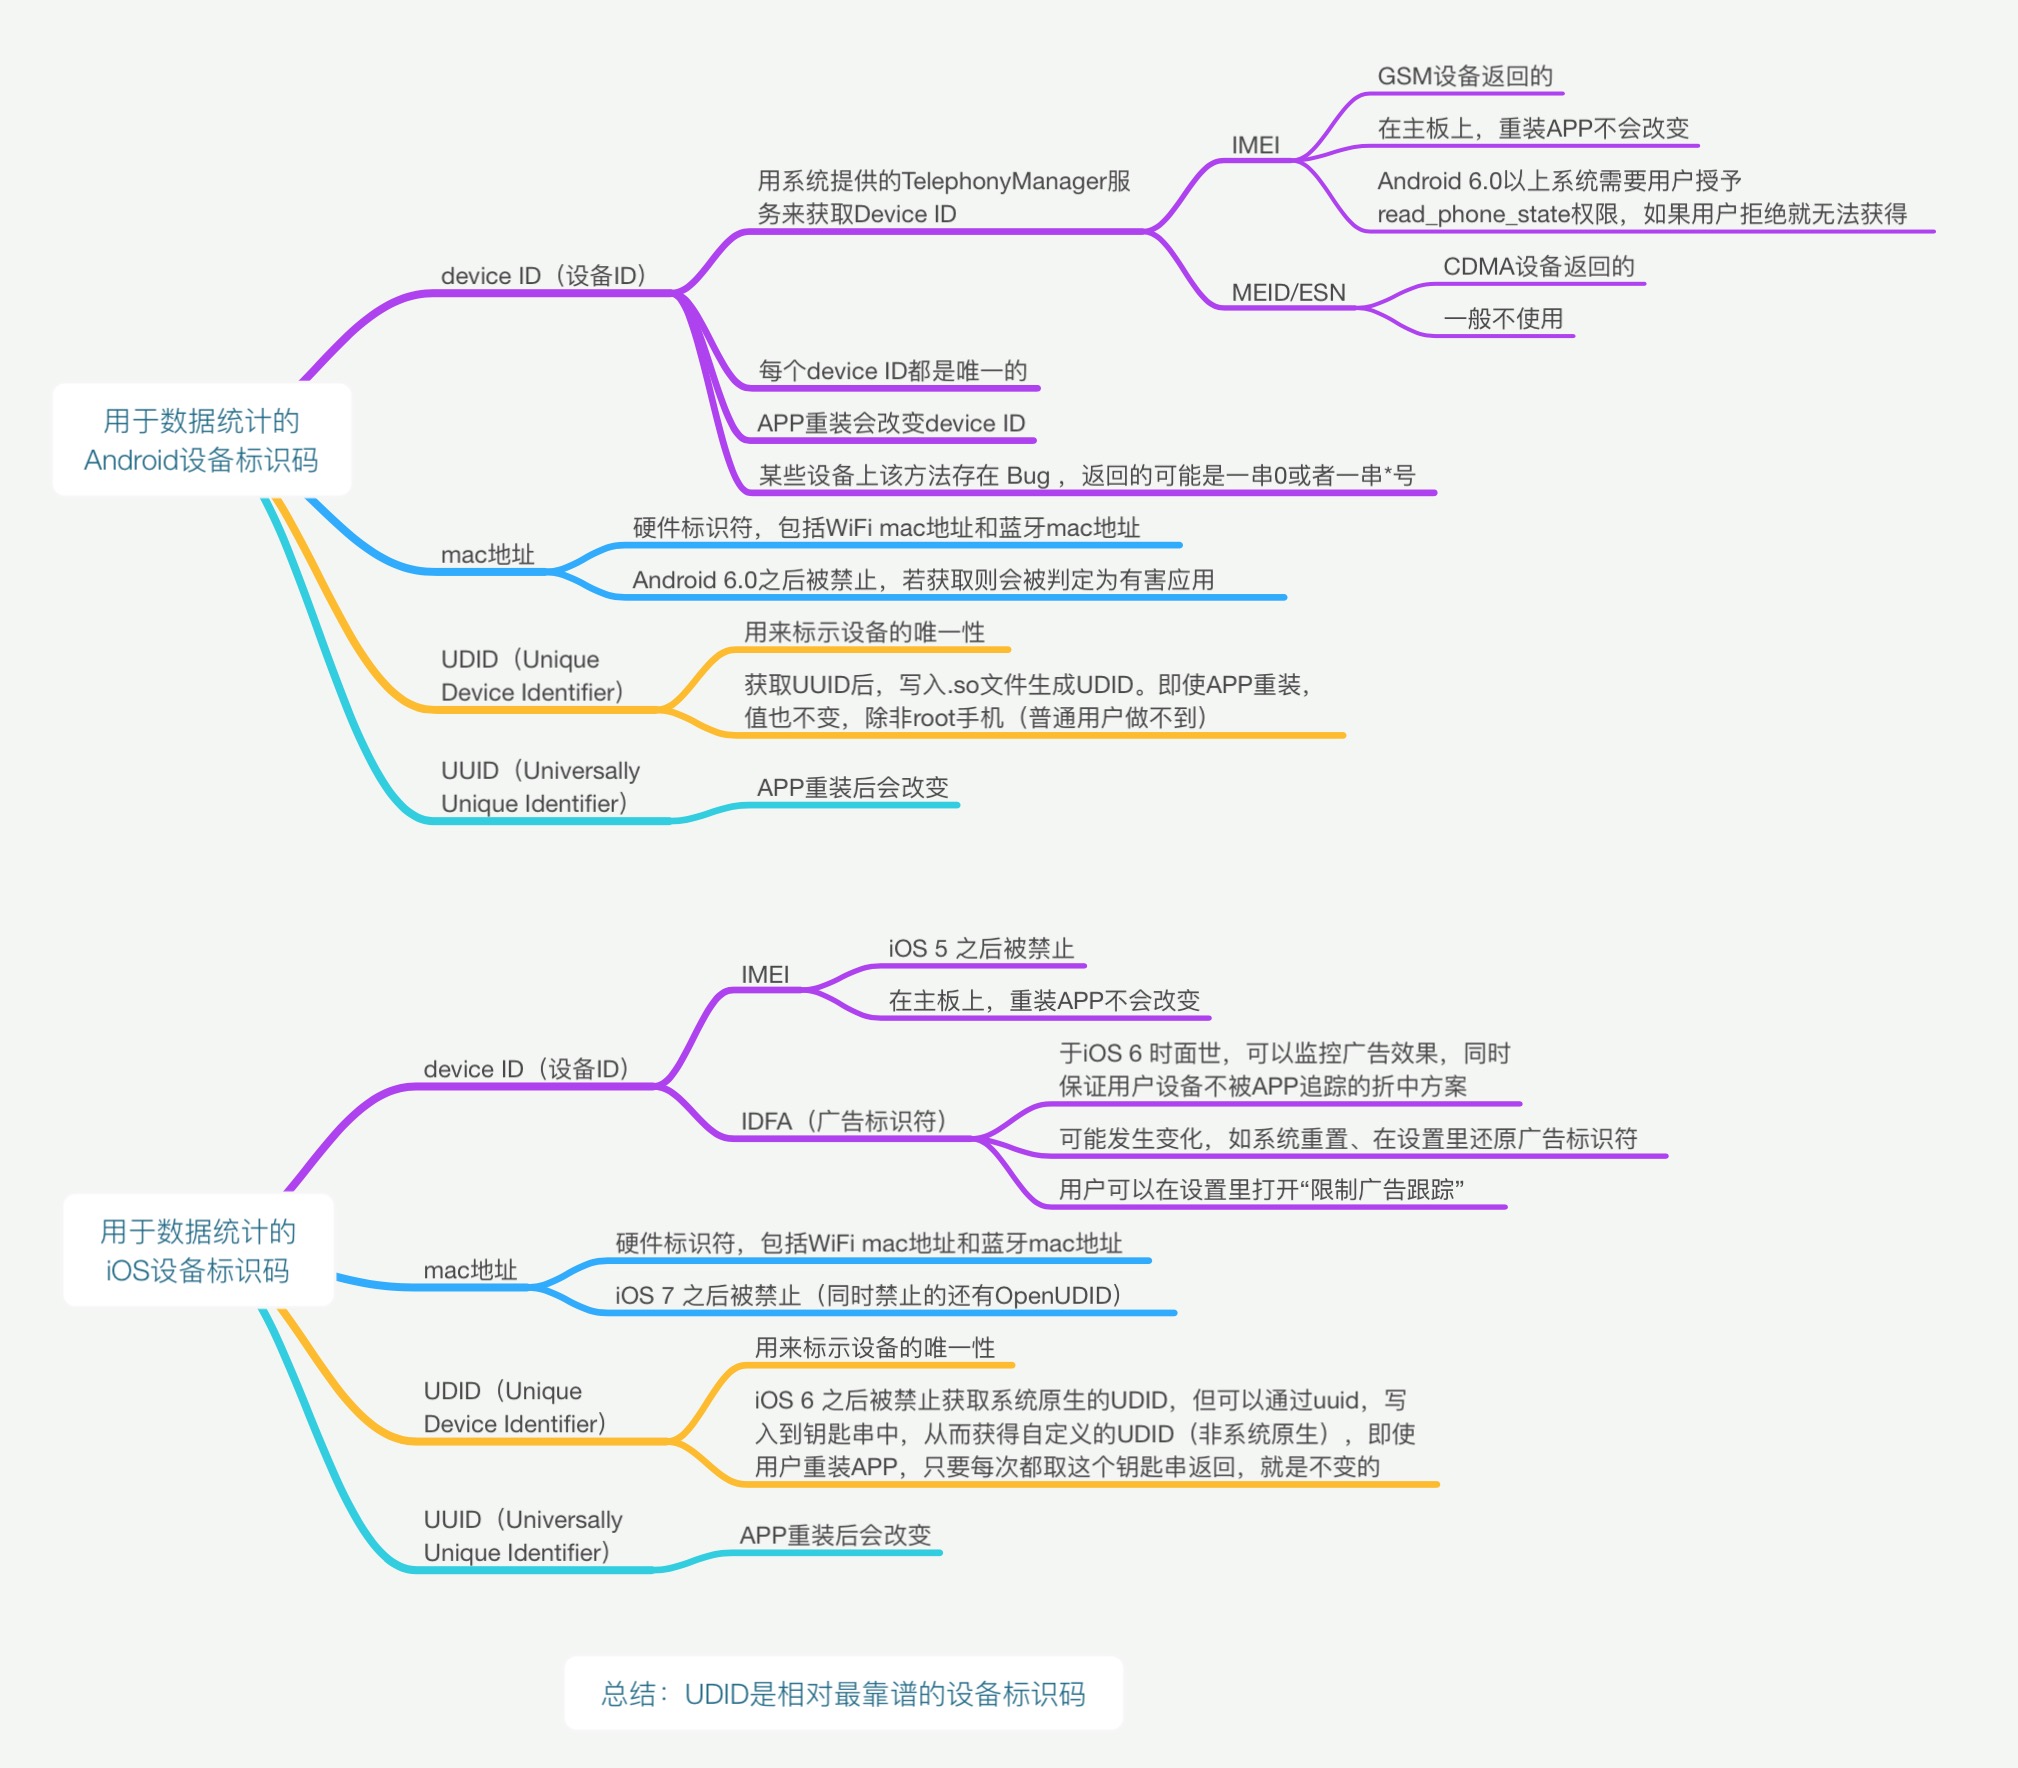 GSM设备返回的
在主板上，重装APP不会改变
IMEI
Android 6.0以上系统需要用户授予
read_phone_state权限，如果用户拒绝就无法获得
用系统提供的TelephonyManager服
务来获取Device ID
CDMA设备返回的
MEID/ESN
一般不使用
device ID（设备ID）
每个device ID都是唯一的
APP重装会改变device ID
某些设备上该方法存在 Bug ，返回的可能是一串0或者一串*号
用于数据统计的
Android设备标识码
硬件标识符，包括WiFi mac地址和蓝牙mac地址
mac地址
Android 6.0之后被禁止，若获取则会被判定为有害应用
用来标示设备的唯一性
UDID（Unique
Device Identifier）
获取UUID后，写入.so文件生成UDID。即使APP重装，
值也不变，除非root手机（普通用户做不到）
UUID（Universally
Unique Identifier）
APP重装后会改变
iOS 5 之后被禁止
IMEI
在主板上，重装APP不会改变
device ID（设备ID）
于iOS 6 时面世，可以监控广告效果，同时
保证用户设备不被APP追踪的折中方案
IDFA（广告标识符）
可能发生变化，如系统重置、在设置里还原广告标识符
用户可以在设置里打开“限制广告跟踪”
用于数据统计的
iOS设备标识码
硬件标识符，包括WiFi mac地址和蓝牙mac地址
mac地址
iOS 7 之后被禁止（同时禁止的还有OpenUDID）
用来标示设备的唯一性
UDID（Unique
Device Identifier）
iOS 6 之后被禁止获取系统原生的UDID，但可以通过uuid，写
入到钥匙串中，从而获得自定义的UDID（非系统原生），即使
用户重装APP，只要每次都取这个钥匙串返回，就是不变的
UUID（Universally
Unique Identifier）
APP重装后会改变
总结：UDID是相对最靠谱的设备标识码